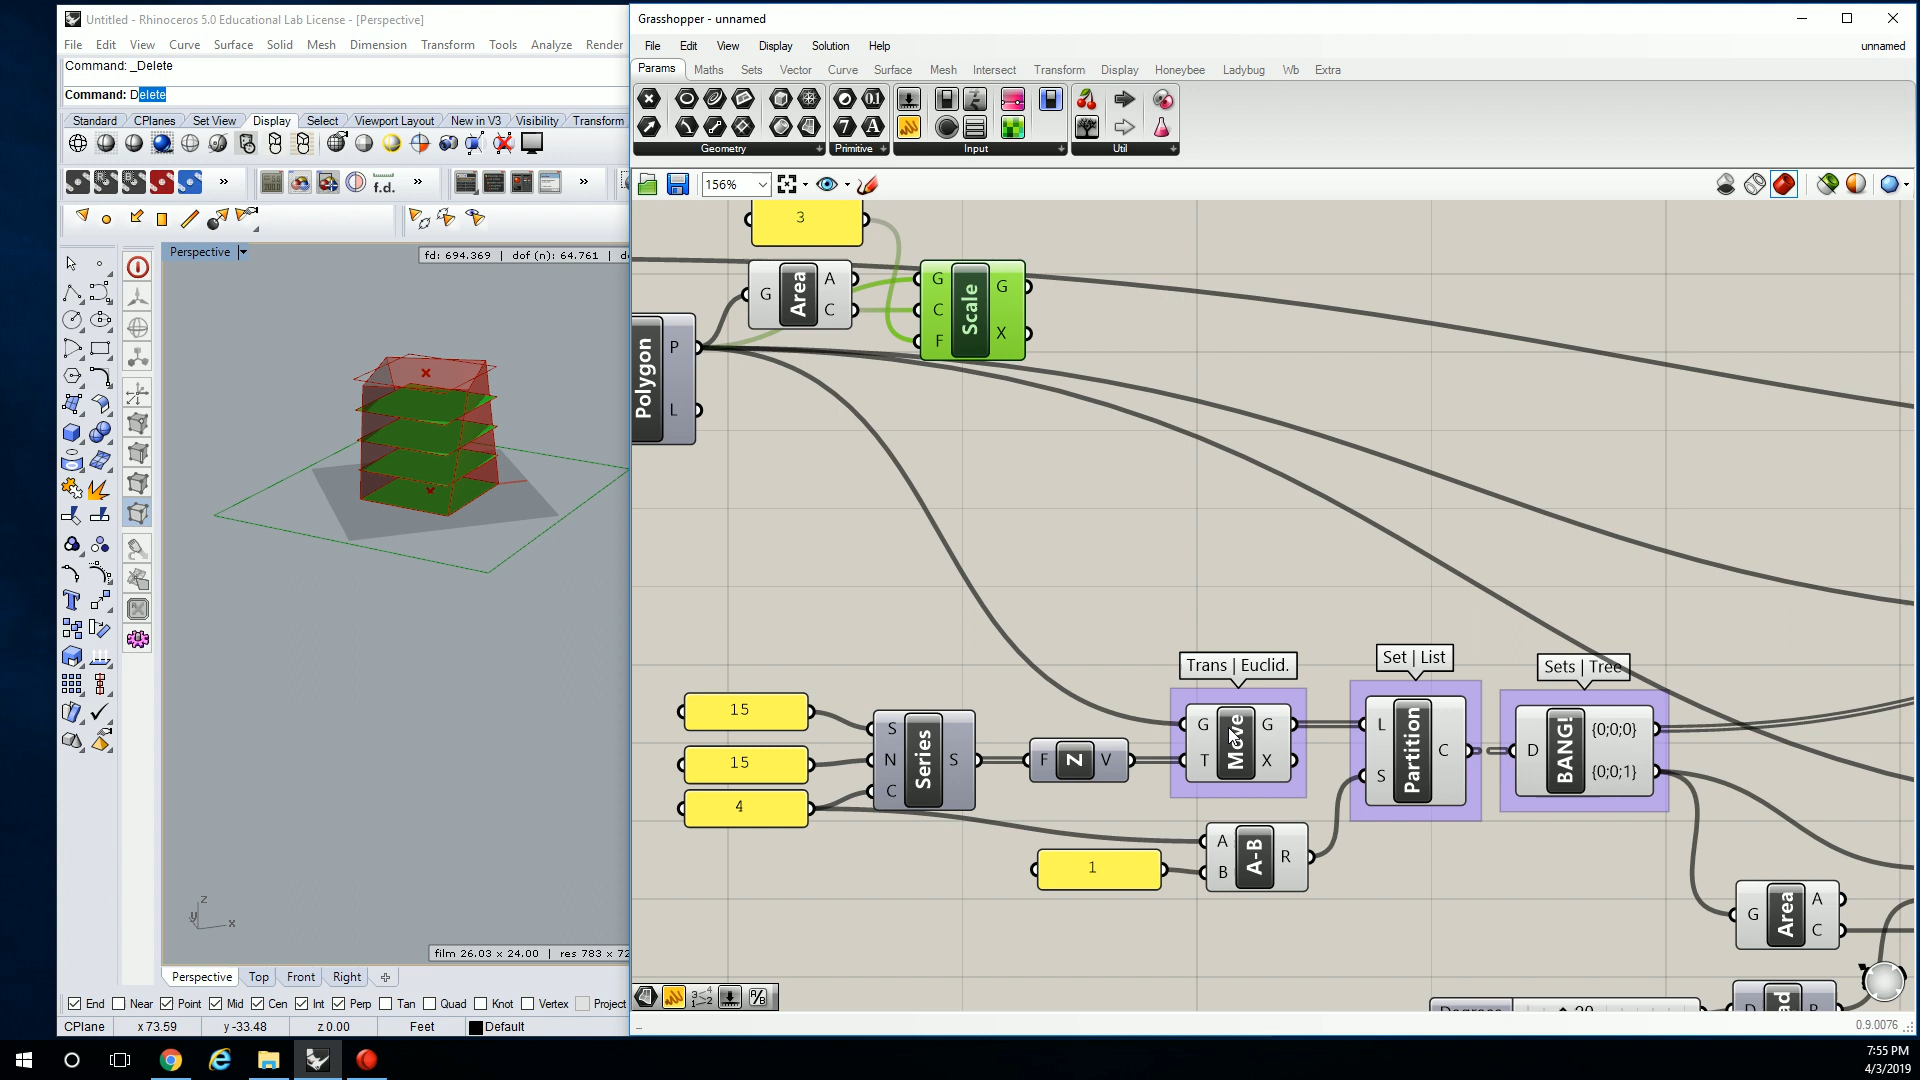 Untitled - Rhinoceros 5.0 Educational Lab License - [Perspective]
File Edit View Curve Surface Solid Mesh Dimension Transform Tools Analyze Render
Command: _Delete
Command: Delete
Standard CPlanes Set View Display Select Viewport Layout New in V3 Visibility Transform
f.d.
Perspective
fd: 694.369 | dof (n): 64.761 |
z
y
x
film 26.03 x 24.00 | res 783 x 72
Perspective Top Front Right
End Near Point Mid Cen Int Perp Tan Quad Knot Vertex Project
CPlane x 73.59 y -33.48 z 0.00 Feet Default
Grasshopper - unnamed
File Edit View Display Solution Help unnamed
Params Maths Sets Vector Curve Surface Mesh Intersect Transform Display Honeybee Ladybug Wb Extra
Geometry Primitive Input Util
156%
3
G Area A C
G C F Scale G X
Polygon P L
Trans | Euclid.
Set | List
Sets | Tree
15
15
4
S N C Series S
F Z V
G T Move G X
L S Partition C
D BANG! {0;0;0} {0;0;1}
1
A B A-B R
G Area A C
0.9.0076
7:55 PM
4/3/2019